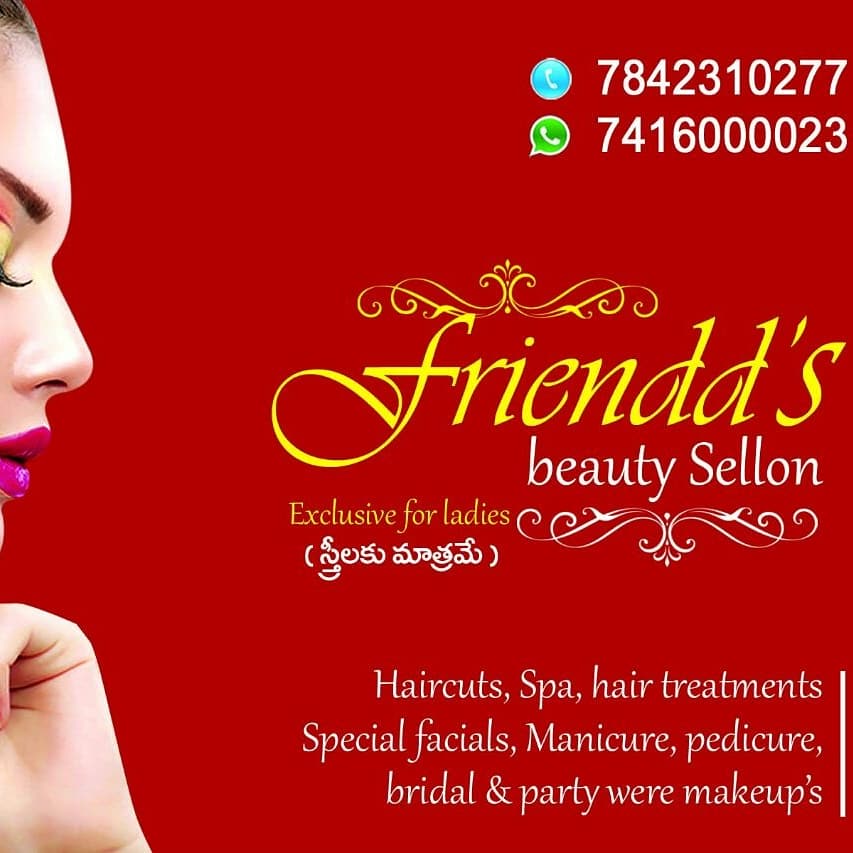 7842310277
7416000023
Friendd's
beauty Sellon
Exclusive for ladies
( స్త్రీలకు మాత్రమే )
Haircuts, Spa, hair treatments
Special facials, Manicure, pedicure,
bridal & party were makeup's